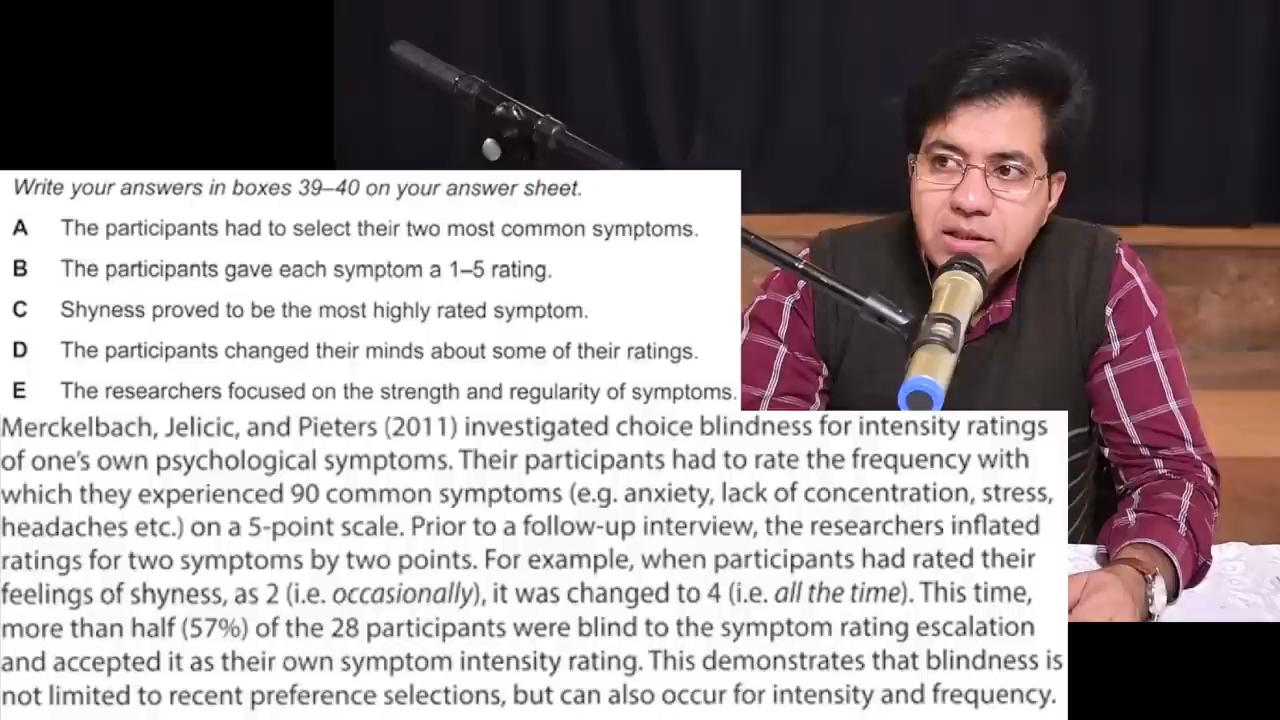 Write your answers in boxes 39–40 on your answer sheet.
A The participants had to select their two most common symptoms.
B The participants gave each symptom a 1–5 rating.
C Shyness proved to be the most highly rated symptom.
D The participants changed their minds about some of their ratings.
E The researchers focused on the strength and regularity of symptoms.
Merckelbach, Jelicic, and Pieters (2011) investigated choice blindness for intensity ratings
of one's own psychological symptoms. Their participants had to rate the frequency with
which they experienced 90 common symptoms (e.g. anxiety, lack of concentration, stress,
headaches etc.) on a 5-point scale. Prior to a follow-up interview, the researchers inflated
ratings for two symptoms by two points. For example, when participants had rated their
feelings of shyness, as 2 (i.e. occasionally), it was changed to 4 (i.e. all the time). This time,
more than half (57%) of the 28 participants were blind to the symptom rating escalation
and accepted it as their own symptom intensity rating. This demonstrates that blindness is
not limited to recent preference selections, but can also occur for intensity and frequency.